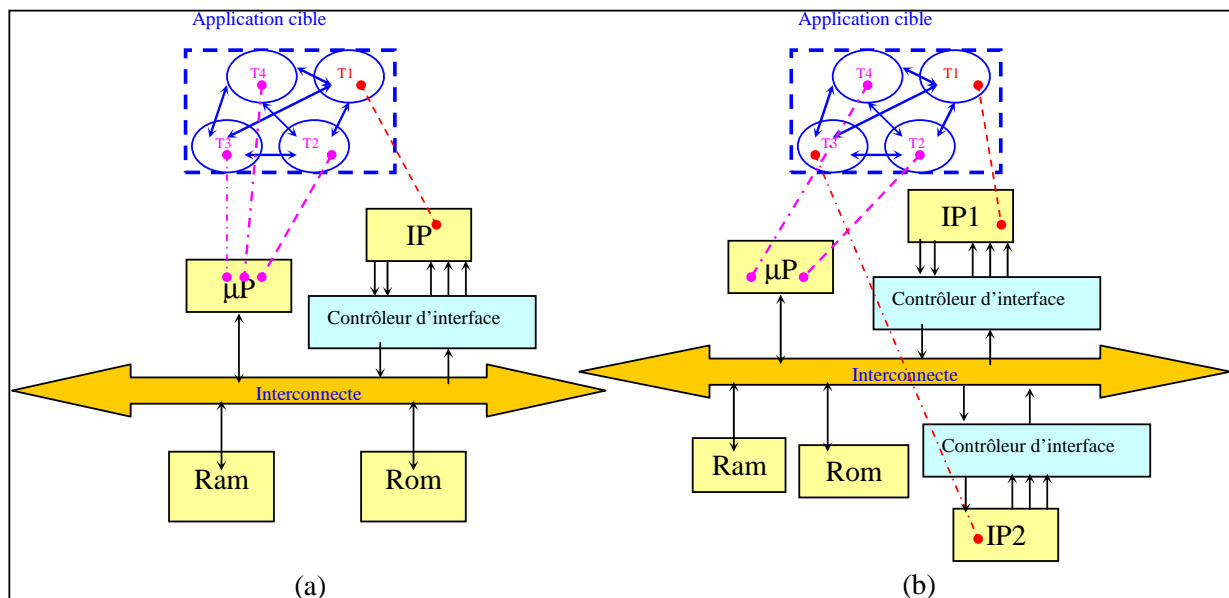 Application cible
T4
T1
T3
T2
IP
µP
Contrôleur d'interface
Interconnecte
Ram
Rom
(a)
Application cible
T4
T1
T3
T2
IP1
µP
Contrôleur d'interface
Interconnecte
Ram
Rom
Contrôleur d'interface
IP2
(b)